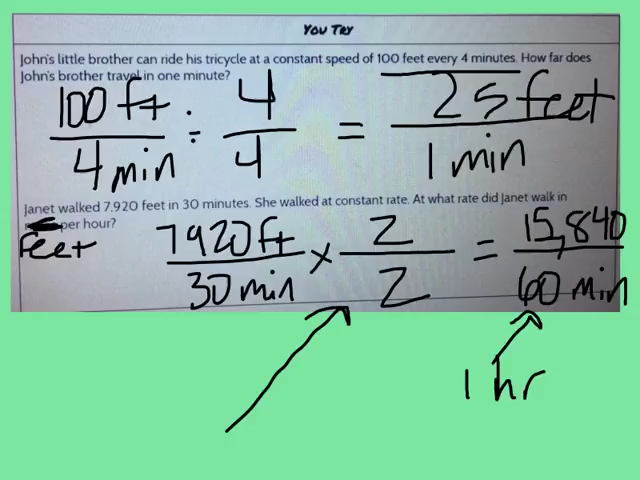 You Try
John's little brother can ride his tricycle at a constant speed of 100 feet every 4 minutes. How far does
John's brother travel in one minute?
100 ft ÷ 4 = 25 feet
4 min 4 1 min
Janet walked 7.920 feet in 30 minutes. She walked at constant rate. At what rate did Janet walk in
per hour?
feet
7920 ft × 2 = 15,840
30 min 2 60 min
1 hr